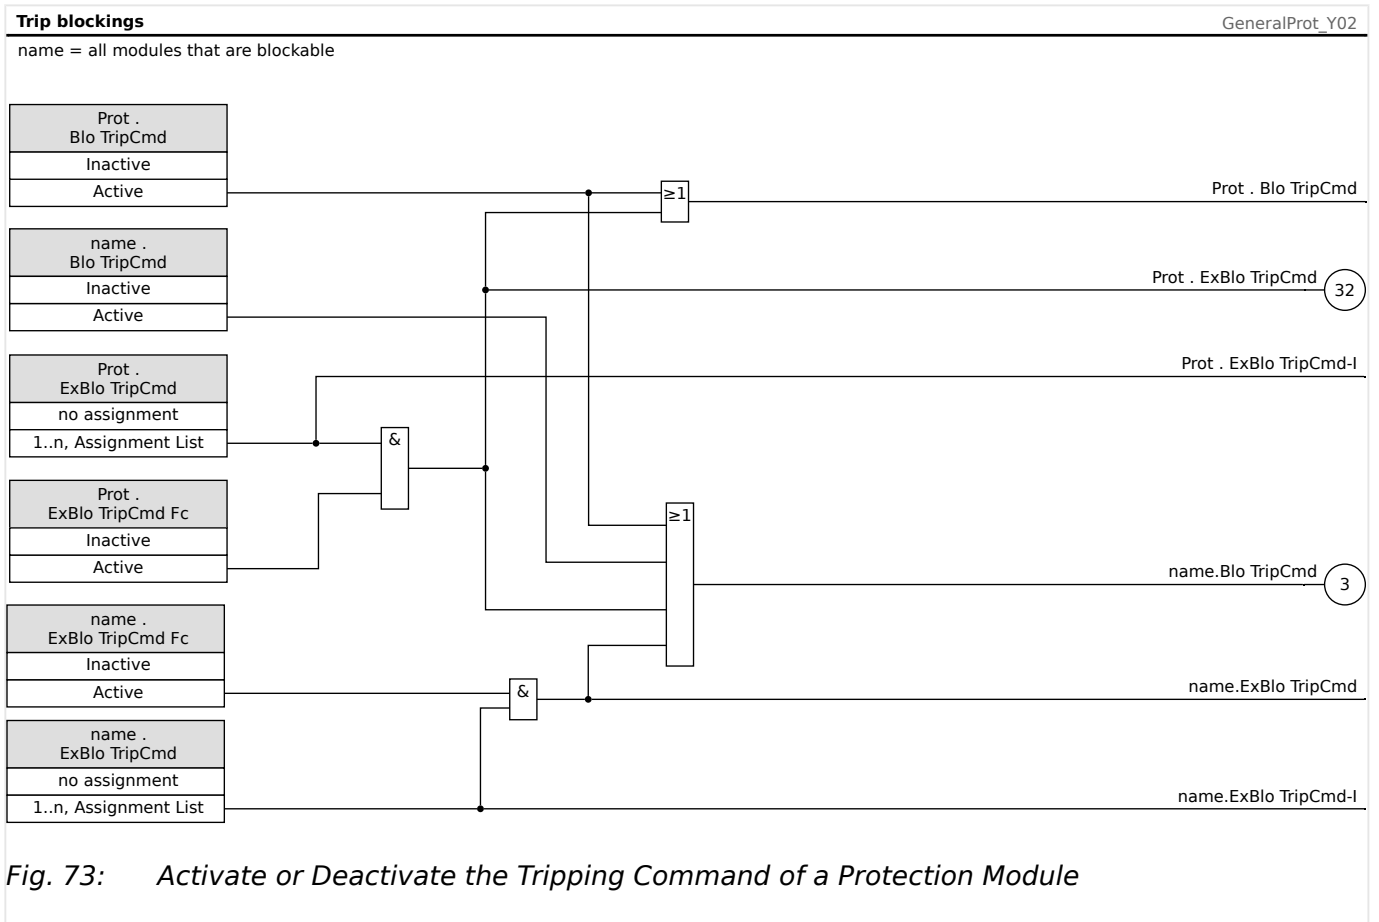 Trip blockings
GeneralProt_Y02
name = all modules that are blockable
Prot .
Blo TripCmd
Inactive
Active
≥1
Prot . Blo TripCmd
name .
Blo TripCmd
Inactive
Active
Prot . ExBlo TripCmd
32
Prot .
ExBlo TripCmd
no assignment
1..n, Assignment List
Prot . ExBlo TripCmd-I
&
Prot .
ExBlo TripCmd Fc
Inactive
Active
≥1
name.Blo TripCmd
3
name .
ExBlo TripCmd Fc
Inactive
Active
&
name.ExBlo TripCmd
name .
ExBlo TripCmd
no assignment
1..n, Assignment List
name.ExBlo TripCmd-I
Fig. 73: Activate or Deactivate the Tripping Command of a Protection Module